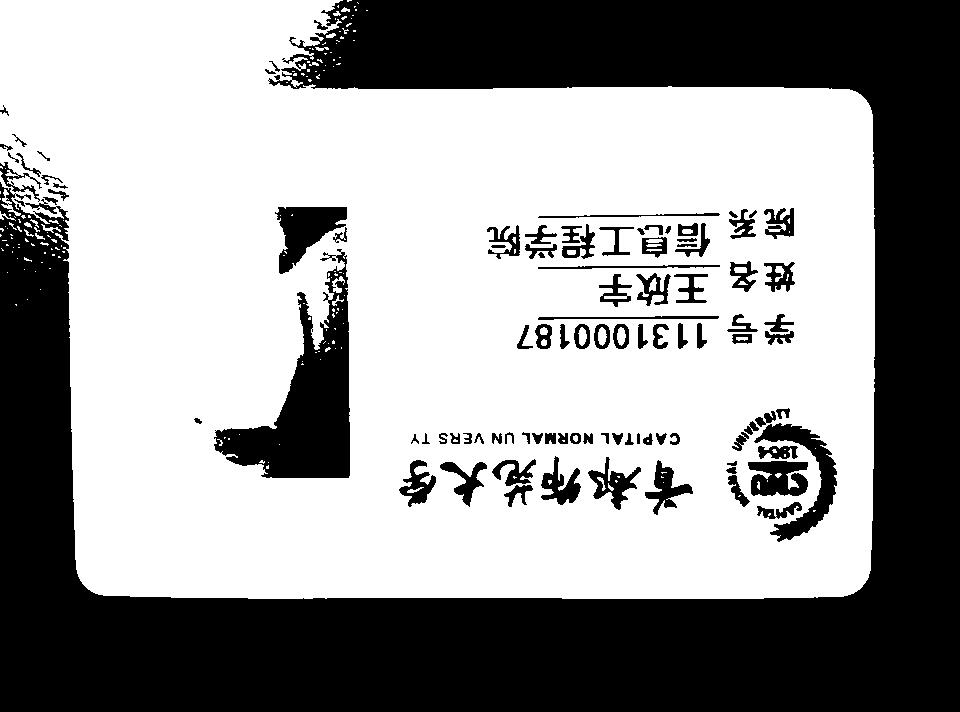 首都师范大学
CAPITAL NORMAL UN VERS TY
CAPITAL NORMAL UNIVERSITY
CNU
1954
学号 1131000187
姓名 王欣宇
院系 信息工程学院